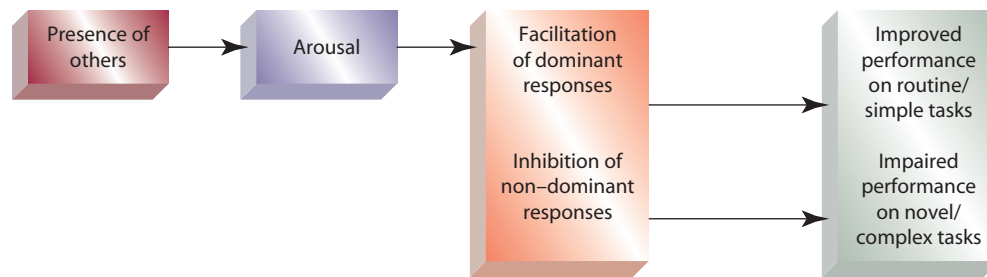 Presence of
others
Arousal
Facilitation
of dominant
responses
Inhibition of
non–dominant
responses
Improved
performance
on routine/
simple tasks
Impaired
performance
on novel/
complex tasks